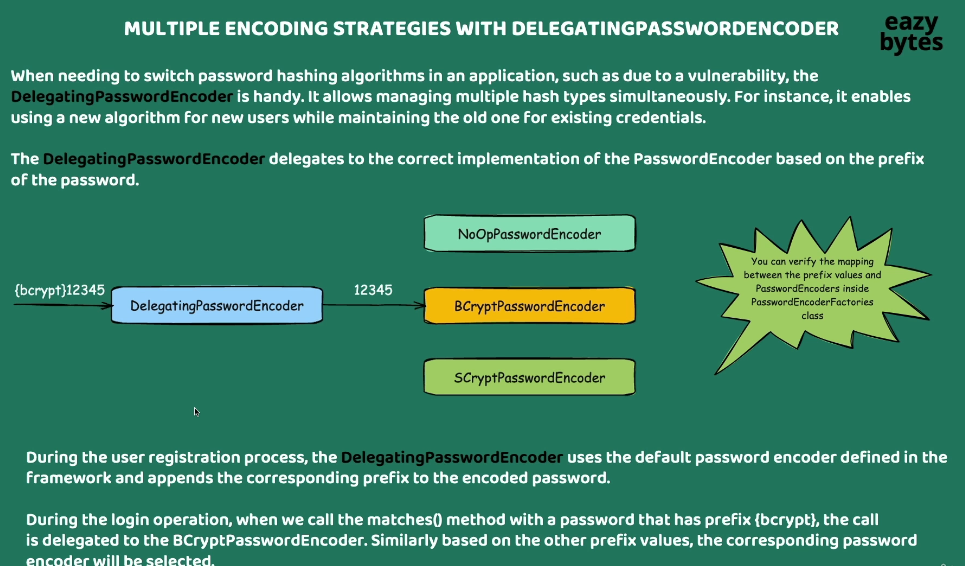 MULTIPLE ENCODING STRATEGIES WITH DELEGATINGPASSWORDENCODER
eazy
bytes
When needing to switch password hashing algorithms in an application, such as due to a vulnerability, the
DelegatingPasswordEncoder is handy. It allows managing multiple hash types simultaneously. For instance, it enables
using a new algorithm for new users while maintaining the old one for existing credentials.
The DelegatingPasswordEncoder delegates to the correct implementation of the PasswordEncoder based on the prefix
of the password.
NoOpPasswordEncoder
{bcrypt}12345
DelegatingPasswordEncoder
12345
BCryptPasswordEncoder
SCryptPasswordEncoder
You can verify the mapping
between the prefix values and
PasswordEncoders inside
PasswordEncoderFactories
class
During the user registration process, the DelegatingPasswordEncoder uses the default password encoder defined in the
framework and appends the corresponding prefix to the encoded password.
During the login operation, when we call the matches() method with a password that has prefix {bcrypt}, the call
is delegated to the BCryptPasswordEncoder. Similarly based on the other prefix values, the corresponding password
encoder will be selected.